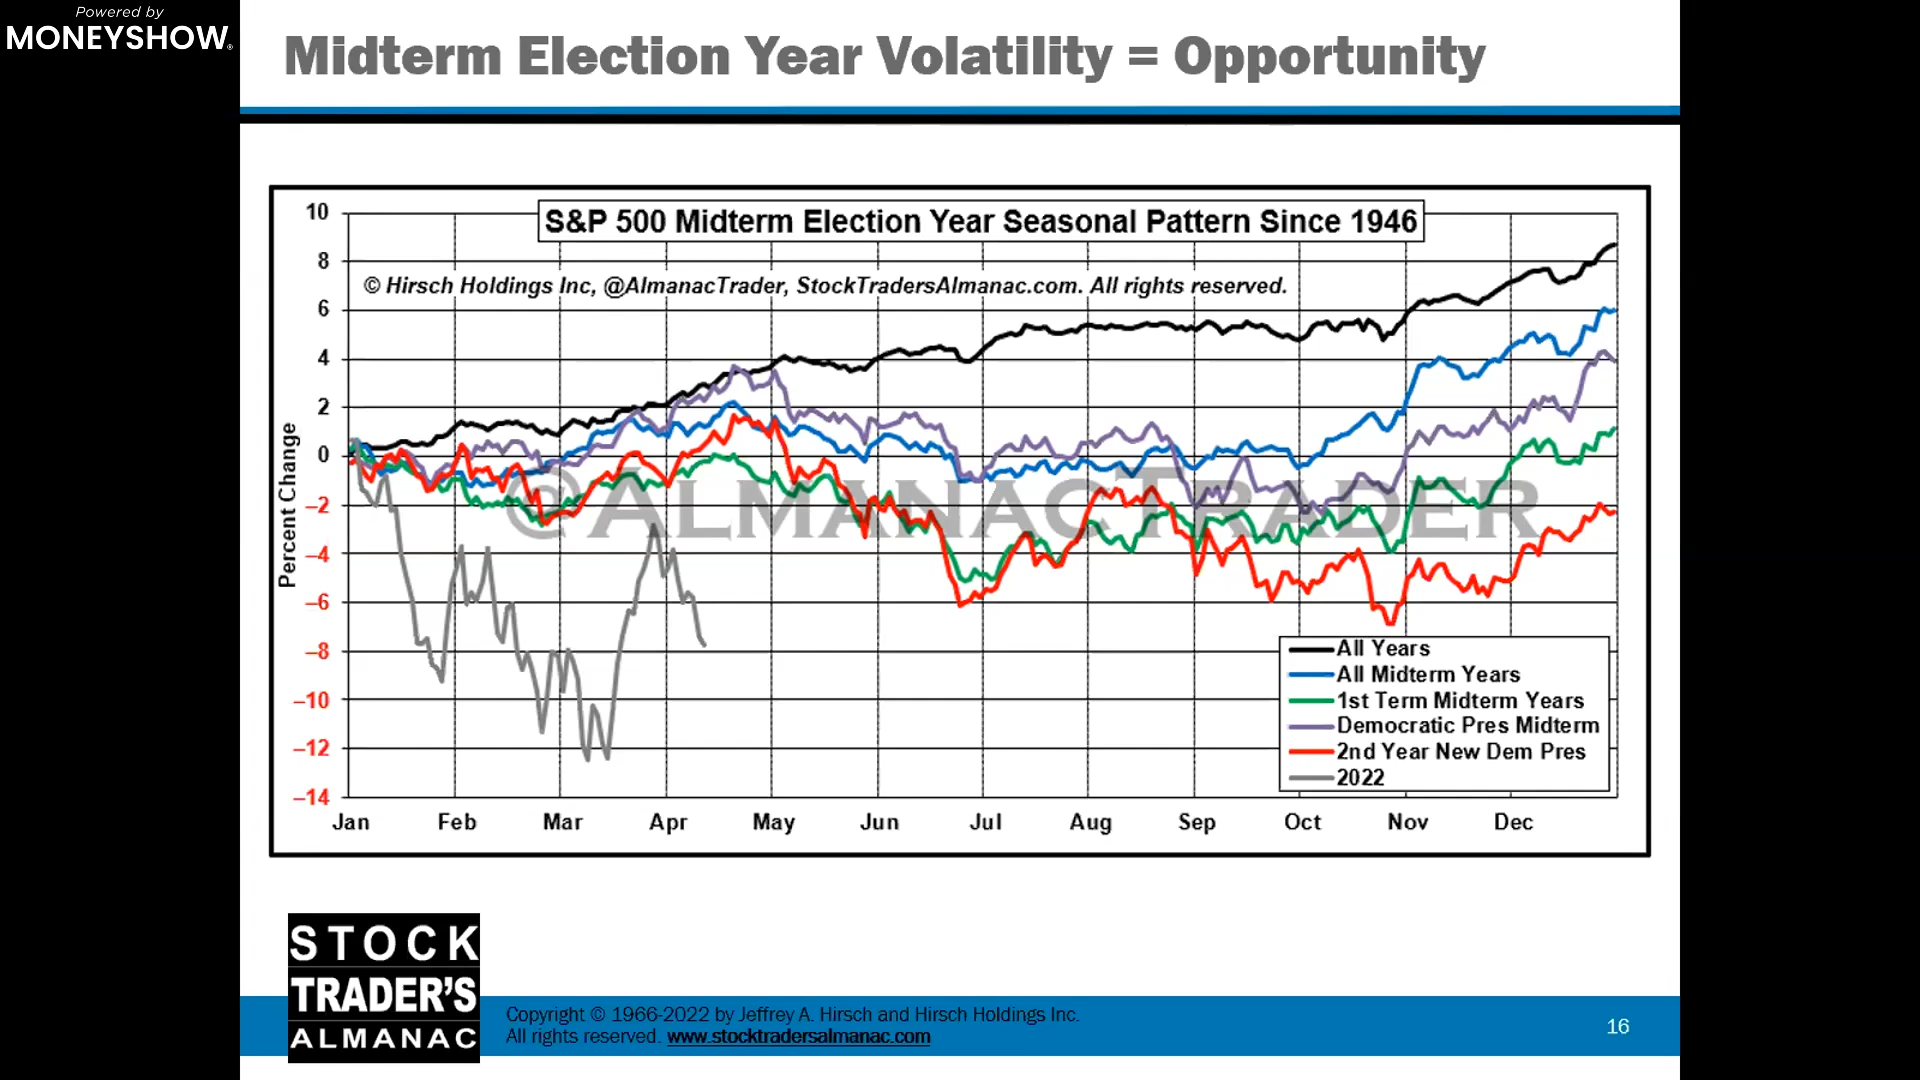 Powered by
MONEYSHOW®
Midterm Election Year Volatility = Opportunity
S&P 500 Midterm Election Year Seasonal Pattern Since 1946
© Hirsch Holdings Inc, @AlmanacTrader, StockTradersAlmanac.com. All rights reserved.
10
8
6
4
2
0
–2
–4
–6
–8
–10
–12
–14
Percent Change
@ALMANACTRADER
All Years
All Midterm Years
1st Term Midterm Years
Democratic Pres Midterm
2nd Year New Dem Pres
2022
Jan Feb Mar Apr May Jun Jul Aug Sep Oct Nov Dec
STOCK
TRADER'S
ALMANAC
Copyright © 1966-2022 by Jeffrey A. Hirsch and Hirsch Holdings Inc.
All rights reserved. www.stocktradersalmanac.com
16